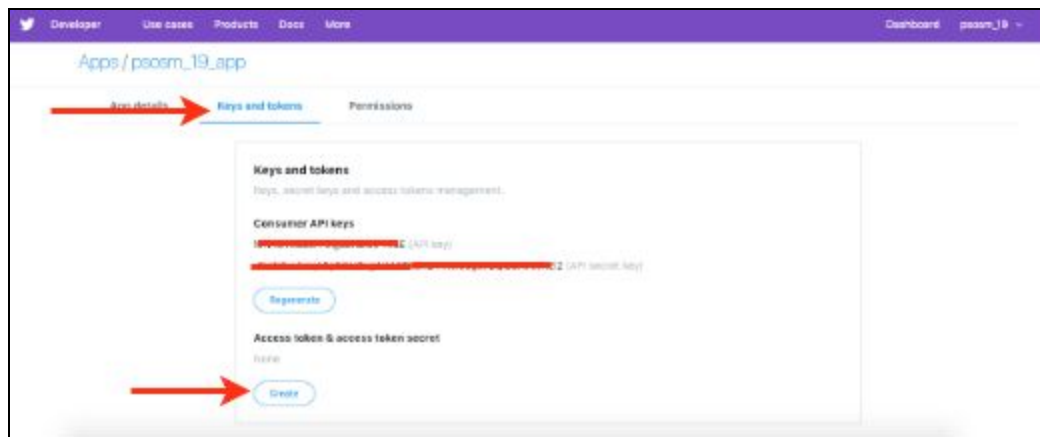 Developer Use cases Products Docs More Dashboard psosm_19
Apps / psosm_19_app
App details Keys and tokens Permissions
Keys and tokens
Keys, secret keys and access tokens management.
Consumer API keys
(API key)
(API secret key)
Regenerate
Access token & access token secret
None
Create